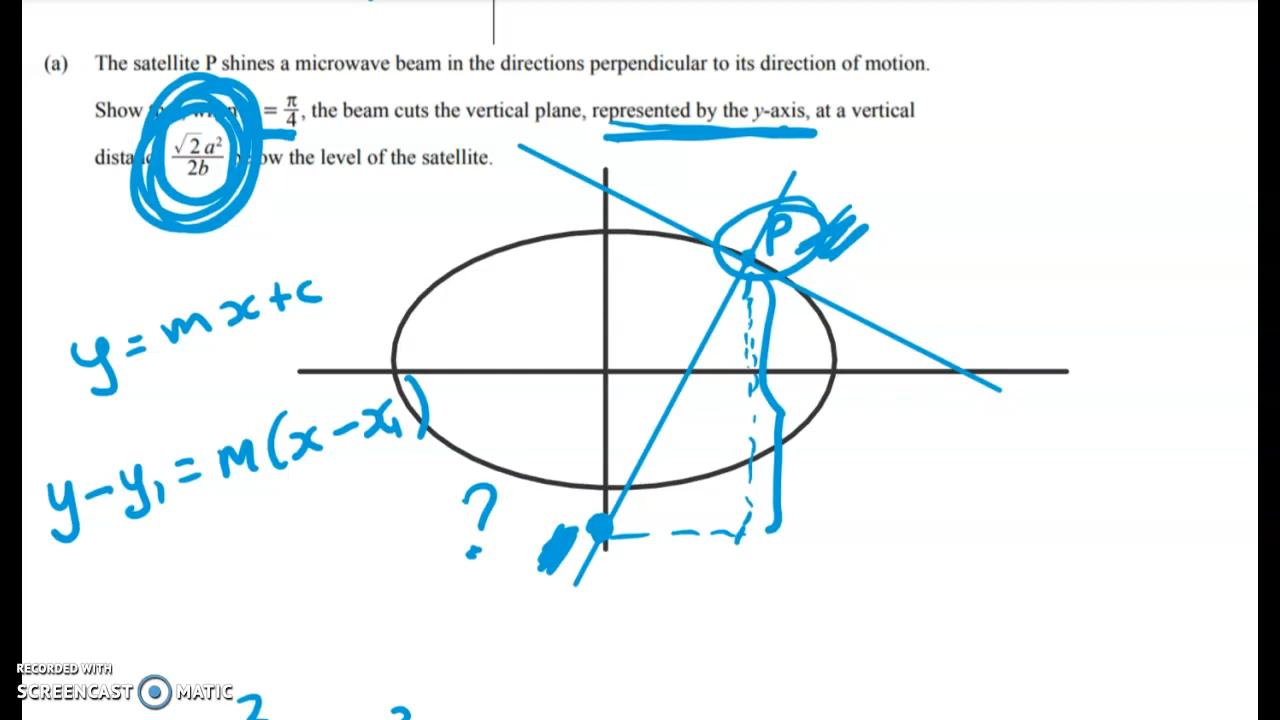 (a) The satellite P shines a microwave beam in the directions perpendicular to its direction of motion.
Show = π/4, the beam cuts the vertical plane, represented by the y-axis, at a vertical
√2 a²/2b the level of the satellite.
P
y = mx + c
y - y₁ = m(x - x₁)
?
RECORDED WITH
SCREENCAST MATIC